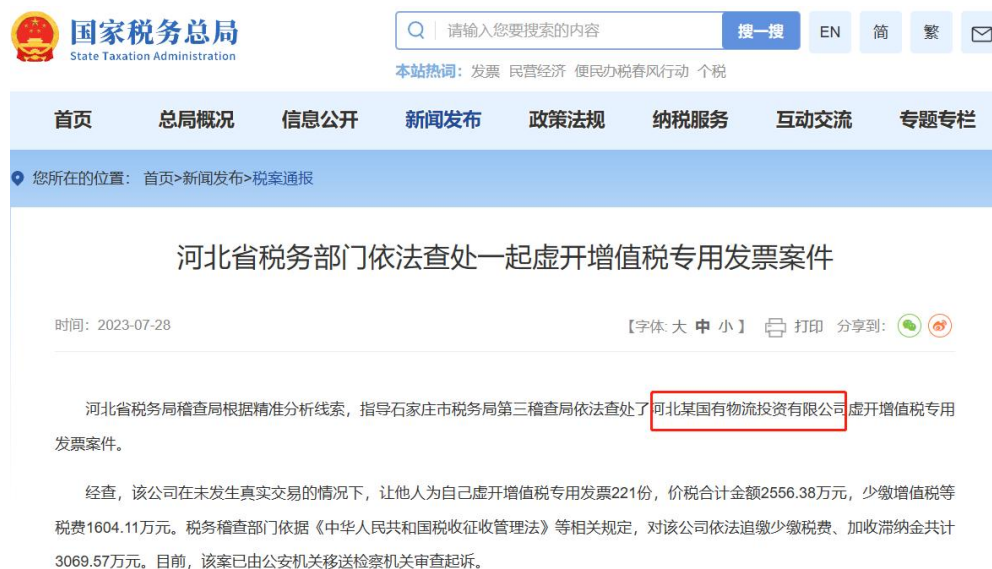 国家税务总局
State Taxation Administration
请输入您要搜索的内容
搜一搜
EN
简
繁
本站热词：发票 民营经济 便民办税春风行动 个税
首页 总局概况 信息公开 新闻发布 政策法规 纳税服务 互动交流 专题专栏
您所在的位置： 首页>新闻发布>税案通报
河北省税务部门依法查处一起虚开增值税专用发票案件
时间：2023-07-28
【字体: 大 中 小 】 打印 分享到:
河北省税务局稽查局根据精准分析线索，指导石家庄市税务局第三稽查局依法查处了河北某国有物流投资有限公司虚开增值税专用
发票案件。
经查，该公司在未发生真实交易的情况下，让他人为自己虚开增值税专用发票221份，价税合计金额2556.38万元，少缴增值税等
税费1604.11万元。税务稽查部门依据《中华人民共和国税收征收管理法》等相关规定，对该公司依法追缴少缴税费、加收滞纳金共计
3069.57万元。目前，该案已由公安机关移送检察机关审查起诉。